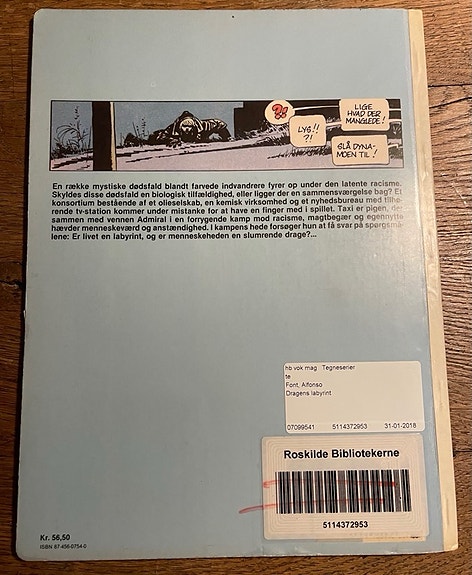 ?!
LYG!!
?!
LIGE
HVAD DER
MANGLEDE!
SLÅ DYNA-
MOEN TIL!
En række mystiske dødsfald blandt farvede indvandrere fyrer op under den latente racisme.
Skyldes disse dødsfald en biologisk tilfældighed, eller ligger der en sammensværgelse bag? Et
konsortium bestående af et olieselskab, en kemisk virksomhed og et nyhedsbureau med tilhø-
rende tv-station kommer under mistanke for at have en finger med i spillet. Taxi er pigen, der
sammen med vennen Admiral i en forrygende kamp mod racisme, magtbegær og egennytte
hævder menneskeværd og anstændighed. I kampens hede forsøger hun at få svar på spørgsmå-
lene: Er livet en labyrint, og er menneskeheden en slumrende drage?...
hb vok mag Tegneserier
te
Font, Alfonso
Dragens labyrint
07099541 5114372953 31-01-2018
Roskilde Bibliotekerne
5114372953
Kr. 56,50
ISBN 87-456-0754-0